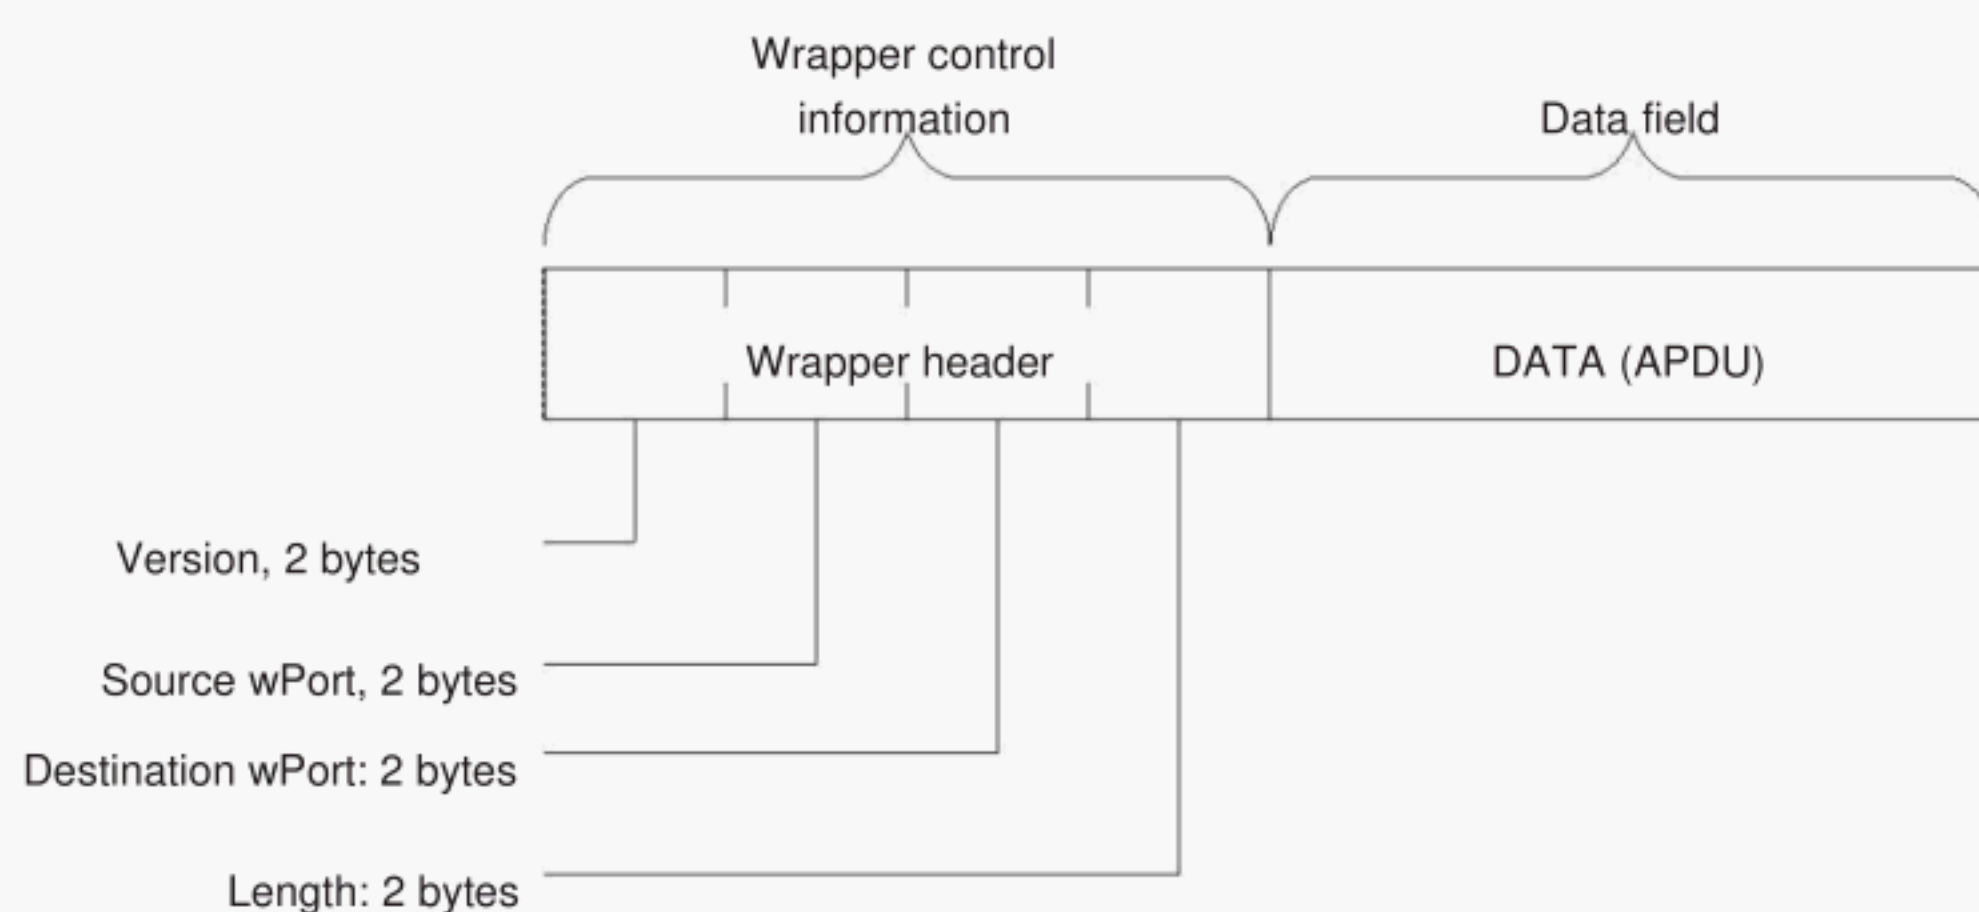 Wrapper control
information
Data field
Wrapper header
DATA (APDU)
Version, 2 bytes
Source wPort, 2 bytes
Destination wPort: 2 bytes
Length: 2 bytes